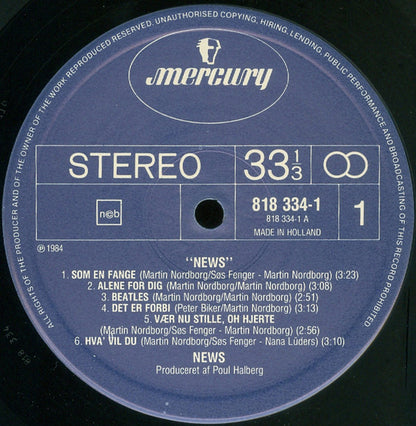 ALL RIGHTS OF THE PRODUCER AND OF THE OWNER OF THE WORK REPRODUCED RESERVED. UNAUTHORISED COPYING, HIRING, LENDING, PUBLIC PERFORMANCE AND BROADCASTING OF THIS RECORD PROHIBITED
mercury
STEREO
33 1/3
818 334-1
818 334-1 A
MADE IN HOLLAND
1
n©b
℗ 1984
"NEWS"
1. SOM EN FANGE (Martin Nordborg/Søs Fenger - Martin Nordborg) (3:23)
2. ALENE FOR DIG (Martin Nordborg/Martin Nordborg) (3:08)
3. BEATLES (Martin Nordborg/Martin Nordborg) (2:51)
4. DET ER FORBI (Peter Biker/Martin Nordborg) (3:13)
5. VÆR NU STILLE, OH HJERTE
(Martin Nordborg/Søs Fenger - Martin Nordborg) (2:56)
6. HVA' VIL DU (Martin Nordborg/Søs Fenger - Nana Lüders) (3:10)
NEWS
Produceret af Poul Halberg